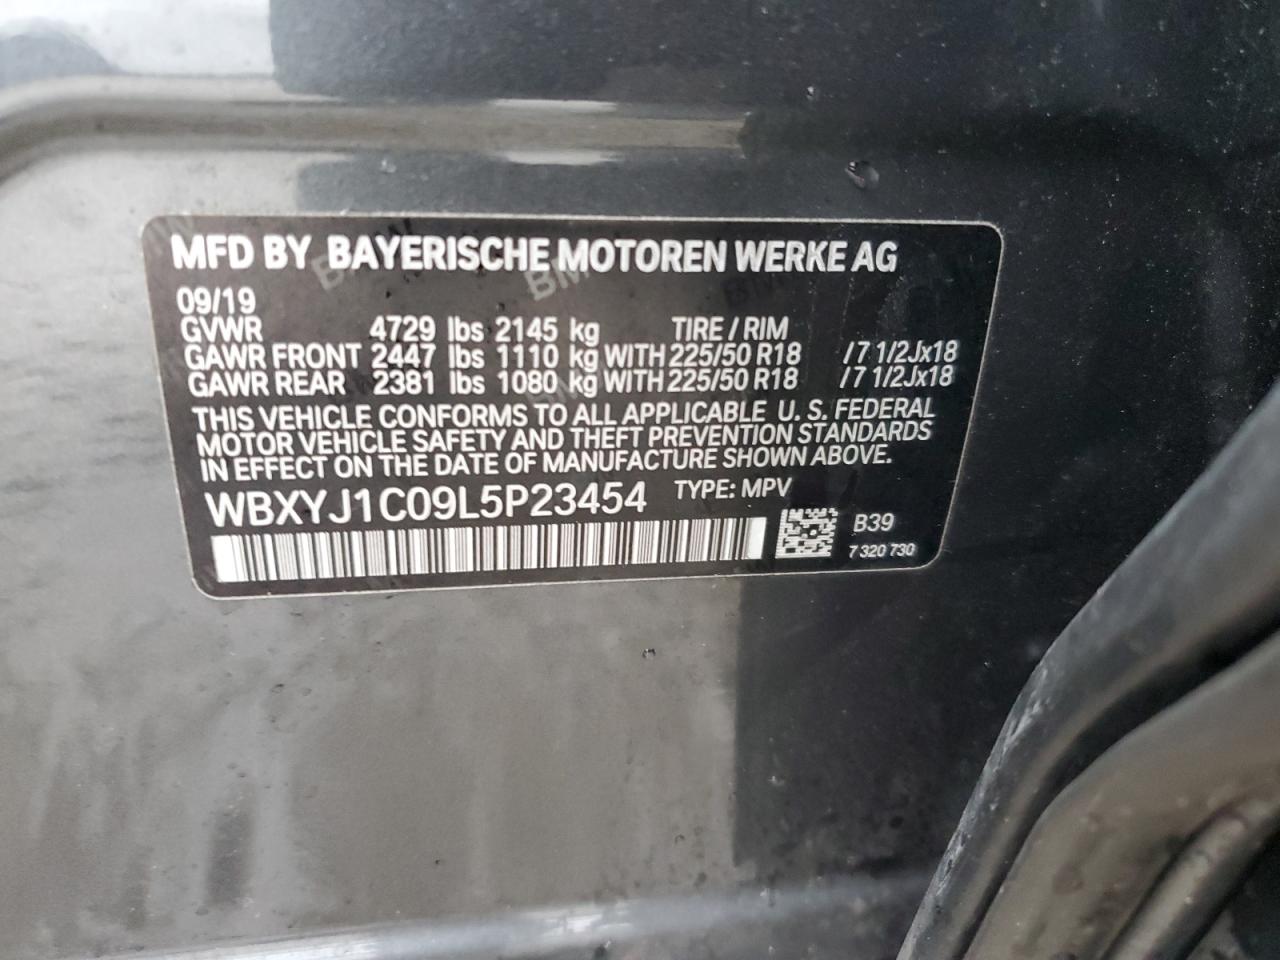 MFD BY BAYERISCHE MOTOREN WERKE AG
09/19
GVWR 4729 lbs 2145 kg TIRE / RIM
GAWR FRONT 2447 lbs 1110 kg WITH 225/50 R18 / 7 1/2Jx18
GAWR REAR 2381 lbs 1080 kg WITH 225/50 R18 / 7 1/2Jx18
THIS VEHICLE CONFORMS TO ALL APPLICABLE U. S. FEDERAL
MOTOR VEHICLE SAFETY AND THEFT PREVENTION STANDARDS
IN EFFECT ON THE DATE OF MANUFACTURE SHOWN ABOVE.
WBXYJ1C09L5P23454 TYPE: MPV
B39
7 320 730